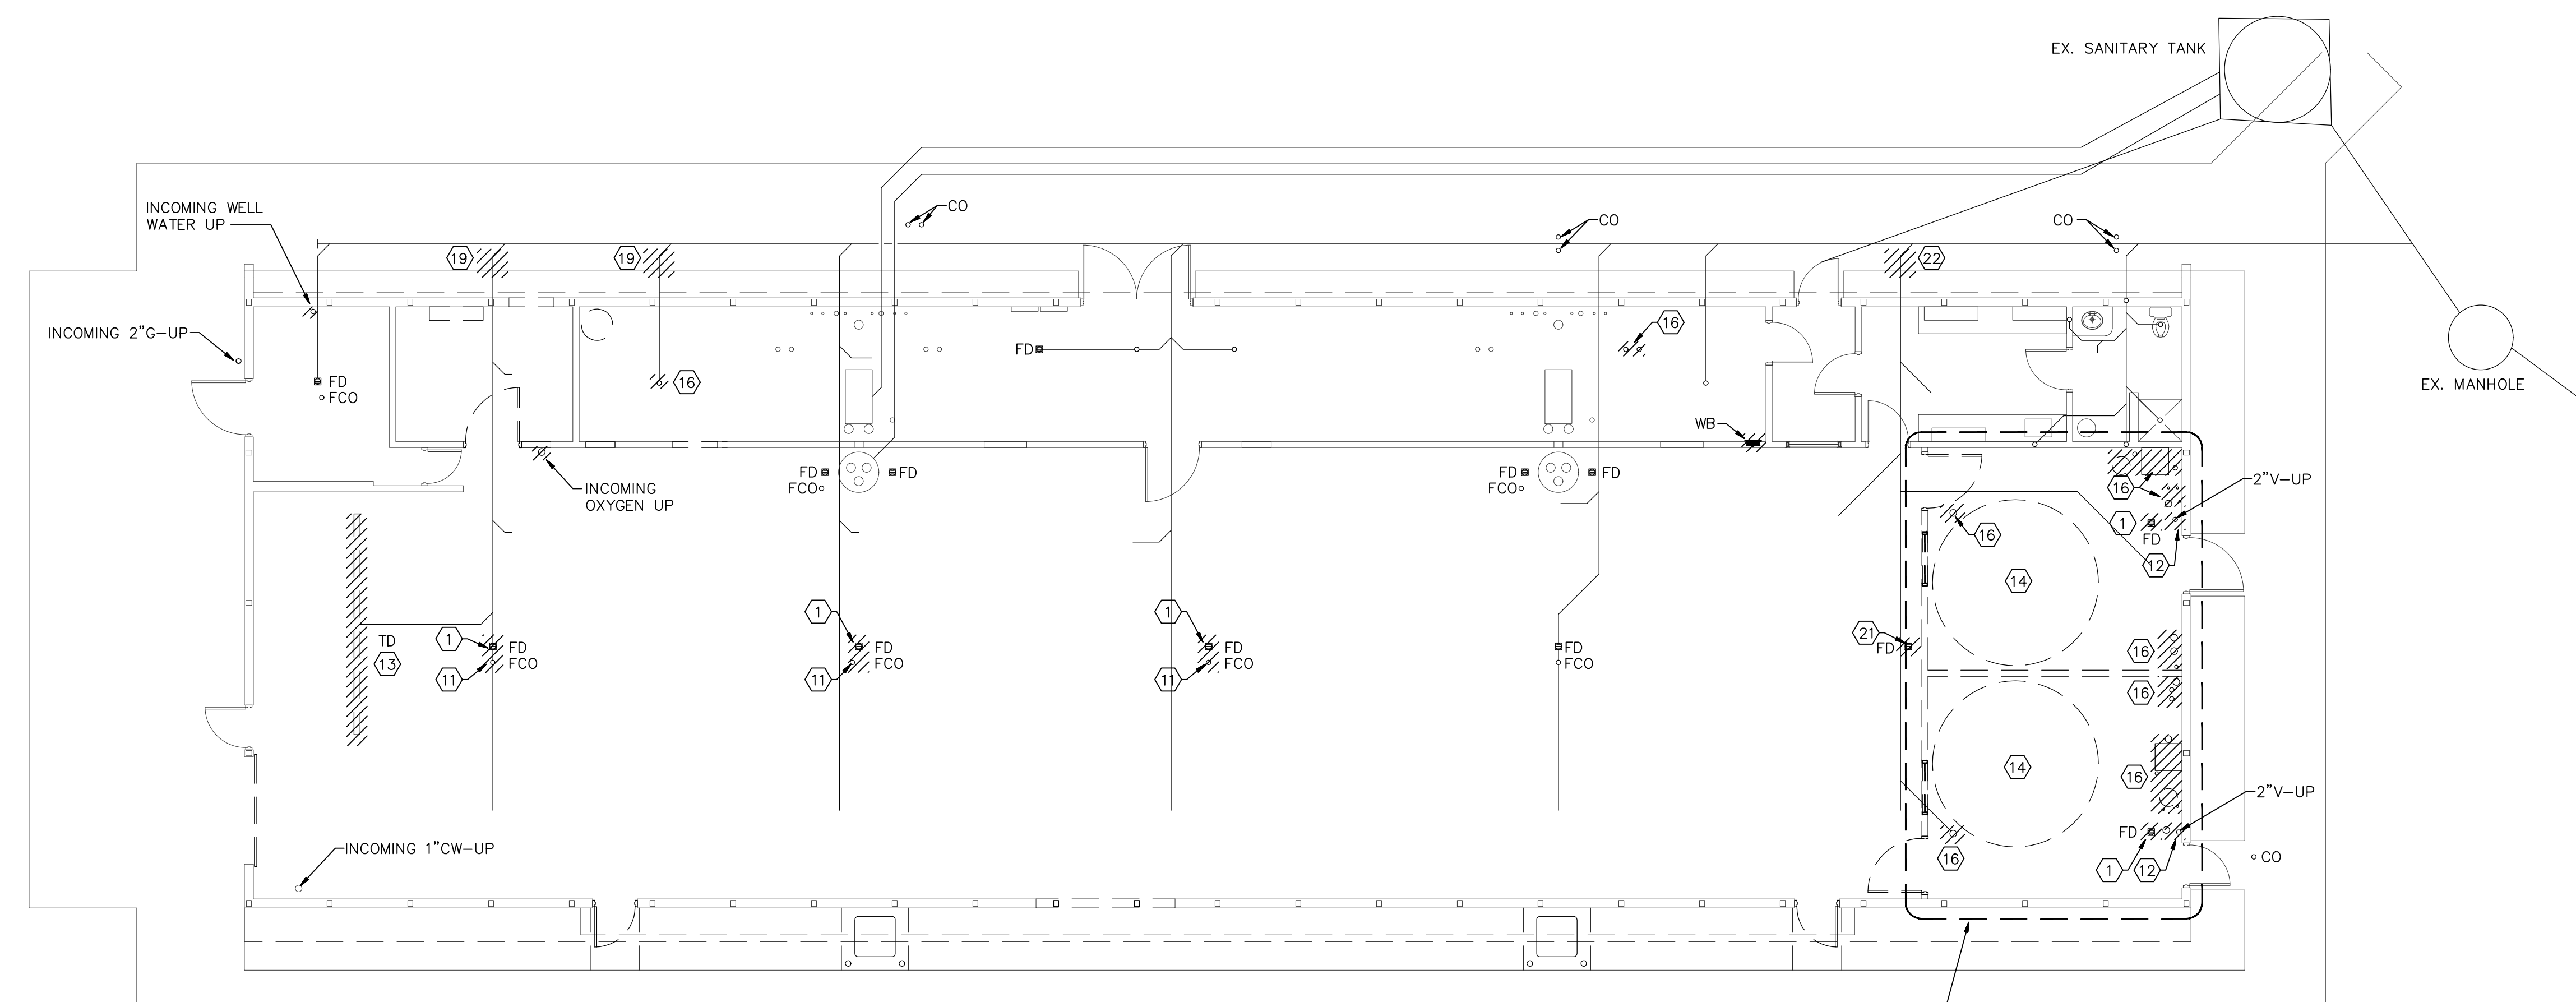 EX. SANITARY TANK
INCOMING WELL
WATER UP
CO
CO
CO
19
19
22
INCOMING 2"G-UP
16
FD
EX. MANHOLE
FD
FCO
16
WB
FD
FD
FCO
FD
FD
FCO
INCOMING
OXYGEN UP
16
2"V-UP
1
FD
16
12
14
1
1
1
21
TD
13
FD
FCO
FD
FCO
FD
FCO
FD
FCO
FD
16
11
11
11
16
14
16
2"V-UP
FD
INCOMING 1"CW-UP
16
1
12
CO